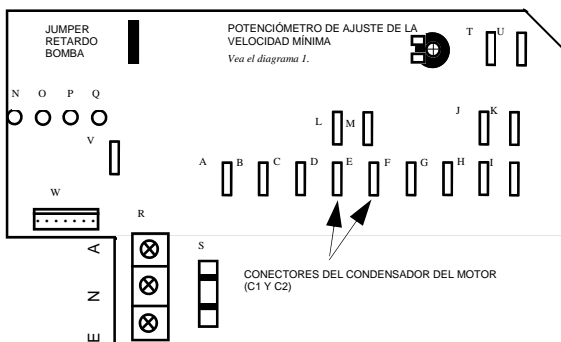 JUMPER
RETARDO
BOMBA
POTENCIÓMETRO DE AJUSTE DE LA
VELOCIDAD MÍNIMA
Vea el diagrama 1.
T U
N O P Q
L M J K
V
A B C D E F G H I
W
R
S
A
N
E
CONECTORES DEL CONDENSADOR DEL MOTOR
(C1 Y C2)